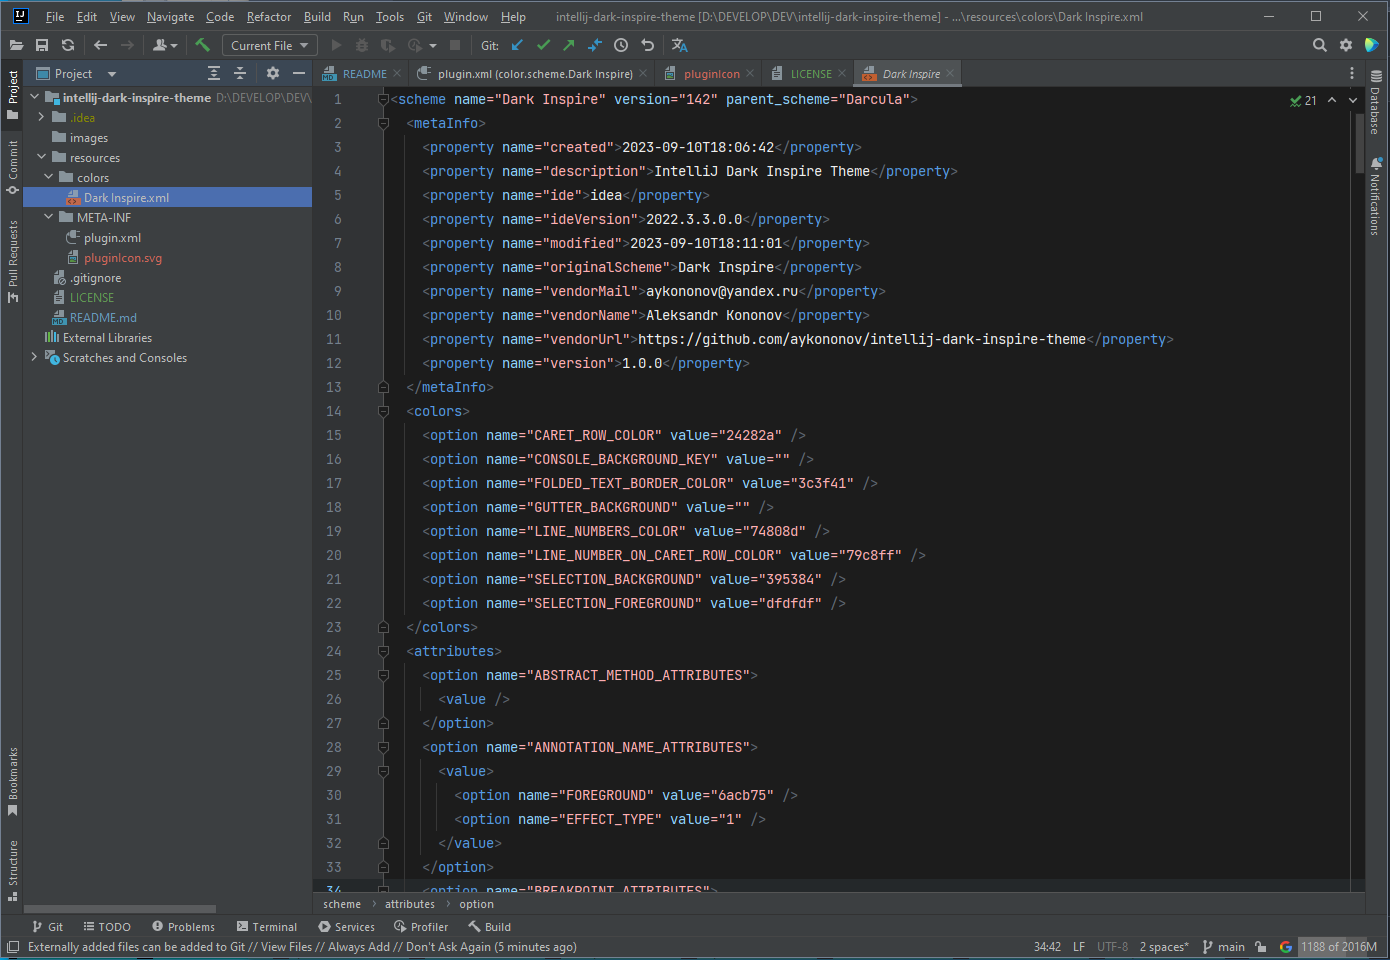 File Edit View Navigate Code Refactor Build Run Tools Git Window Help intellij-dark-inspire-theme [D:\DEVELOP\DEV\intellij-dark-inspire-theme] - ...\resources\colors\Dark Inspire.xml
Current File Git:
Project README plugin.xml (color.scheme.Dark Inspire) pluginIcon LICENSE Dark Inspire
Project
Commit
Pull Requests
Bookmarks
Structure
intellij-dark-inspire-theme D:\DEVELOP\DEV\
.idea
images
resources
colors
Dark Inspire.xml
META-INF
plugin.xml
pluginIcon.svg
.gitignore
LICENSE
README.md
External Libraries
Scratches and Consoles
21
1 <scheme name="Dark Inspire" version="142" parent_scheme="Darcula">
2 <metaInfo>
3 <property name="created">2023-09-10T18:06:42</property>
4 <property name="description">IntelliJ Dark Inspire Theme</property>
5 <property name="ide">idea</property>
6 <property name="ideVersion">2022.3.3.0.0</property>
7 <property name="modified">2023-09-10T18:11:01</property>
8 <property name="originalScheme">Dark Inspire</property>
9 <property name="vendorMail">aykononov@yandex.ru</property>
10 <property name="vendorName">Aleksandr Kononov</property>
11 <property name="vendorUrl">https://github.com/aykononov/intellij-dark-inspire-theme</property>
12 <property name="version">1.0.0</property>
13 </metaInfo>
14 <colors>
15 <option name="CARET_ROW_COLOR" value="24282a" />
16 <option name="CONSOLE_BACKGROUND_KEY" value="" />
17 <option name="FOLDED_TEXT_BORDER_COLOR" value="3c3f41" />
18 <option name="GUTTER_BACKGROUND" value="" />
19 <option name="LINE_NUMBERS_COLOR" value="74808d" />
20 <option name="LINE_NUMBER_ON_CARET_ROW_COLOR" value="79c8ff" />
21 <option name="SELECTION_BACKGROUND" value="395384" />
22 <option name="SELECTION_FOREGROUND" value="dfdfdf" />
23 </colors>
24 <attributes>
25 <option name="ABSTRACT_METHOD_ATTRIBUTES">
26 <value />
27 </option>
28 <option name="ANNOTATION_NAME_ATTRIBUTES">
29 <value>
30 <option name="FOREGROUND" value="6acb75" />
31 <option name="EFFECT_TYPE" value="1" />
32 </value>
33 </option>
34 <option name="BREAKPOINT_ATTRIBUTES">
Database
Notifications
scheme attributes option
Git TODO Problems Terminal Services Profiler Build
Externally added files can be added to Git // View Files // Always Add // Don't Ask Again (5 minutes ago) 34:42 LF UTF-8 2 spaces* main 1188 of 2016M